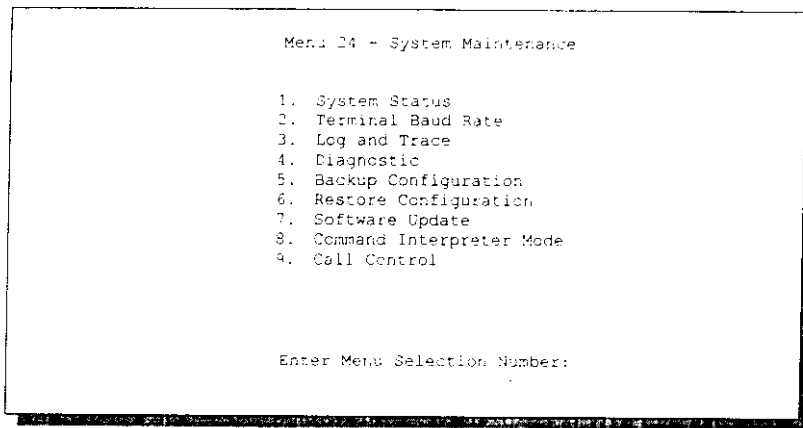 Menu 24 - System Maintenance
1. System Status
2. Terminal Baud Rate
3. Log and Trace
4. Diagnostic
5. Backup Configuration
6. Restore Configuration
7. Software Update
8. Command Interpreter Mode
9. Call Control
Enter Menu Selection Number: